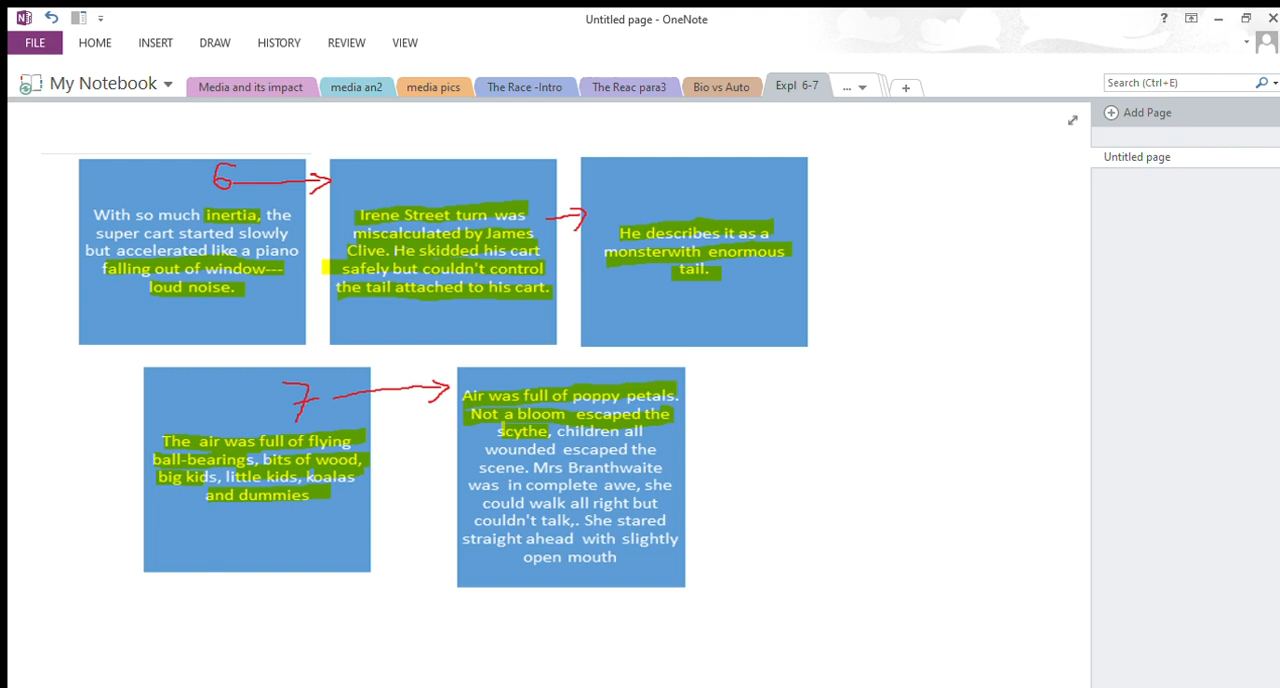 Untitled page - OneNote
?
FILE HOME INSERT DRAW HISTORY REVIEW VIEW
My Notebook
Media and its impact
media an2
media pics
The Race -Intro
The Reac para3
Bio vs Auto
Expl 6-7
...
+
Search (Ctrl+E)
Add Page
Untitled page
6
With so much inertia, the
super cart started slowly
but accelerated like a piano
falling out of window---
loud noise.
Irene Street turn was
miscalculated by James
Clive. He skidded his cart
safely but couldn't control
the tail attached to his cart.
He describes it as a
monsterwith enormous
tail.
7
The air was full of flying
ball-bearings, bits of wood,
big kids, little kids, koalas
and dummies
Air was full of poppy petals.
Not a bloom escaped the
scythe, children all
wounded escaped the
scene. Mrs Branthwaite
was in complete awe, she
could walk all right but
couldn't talk,. She stared
straight ahead with slightly
open mouth